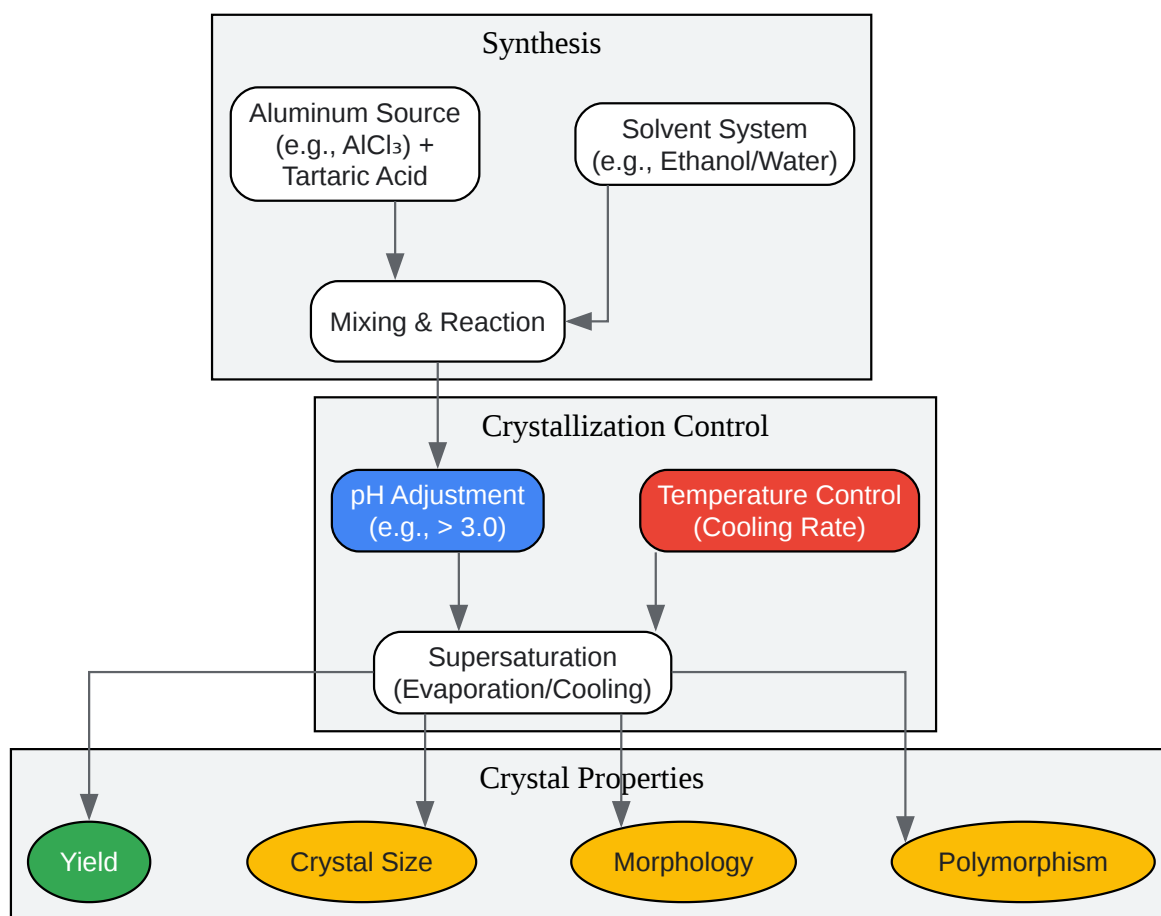 Synthesis
Aluminum Source
(e.g., AlCl₃) +
Tartaric Acid
Solvent System
(e.g., Ethanol/Water)
Mixing & Reaction
Crystallization Control
pH Adjustment
(e.g., > 3.0)
Temperature Control
(Cooling Rate)
Supersaturation
(Evaporation/Cooling)
Crystal Properties
Yield
Crystal Size
Morphology
Polymorphism